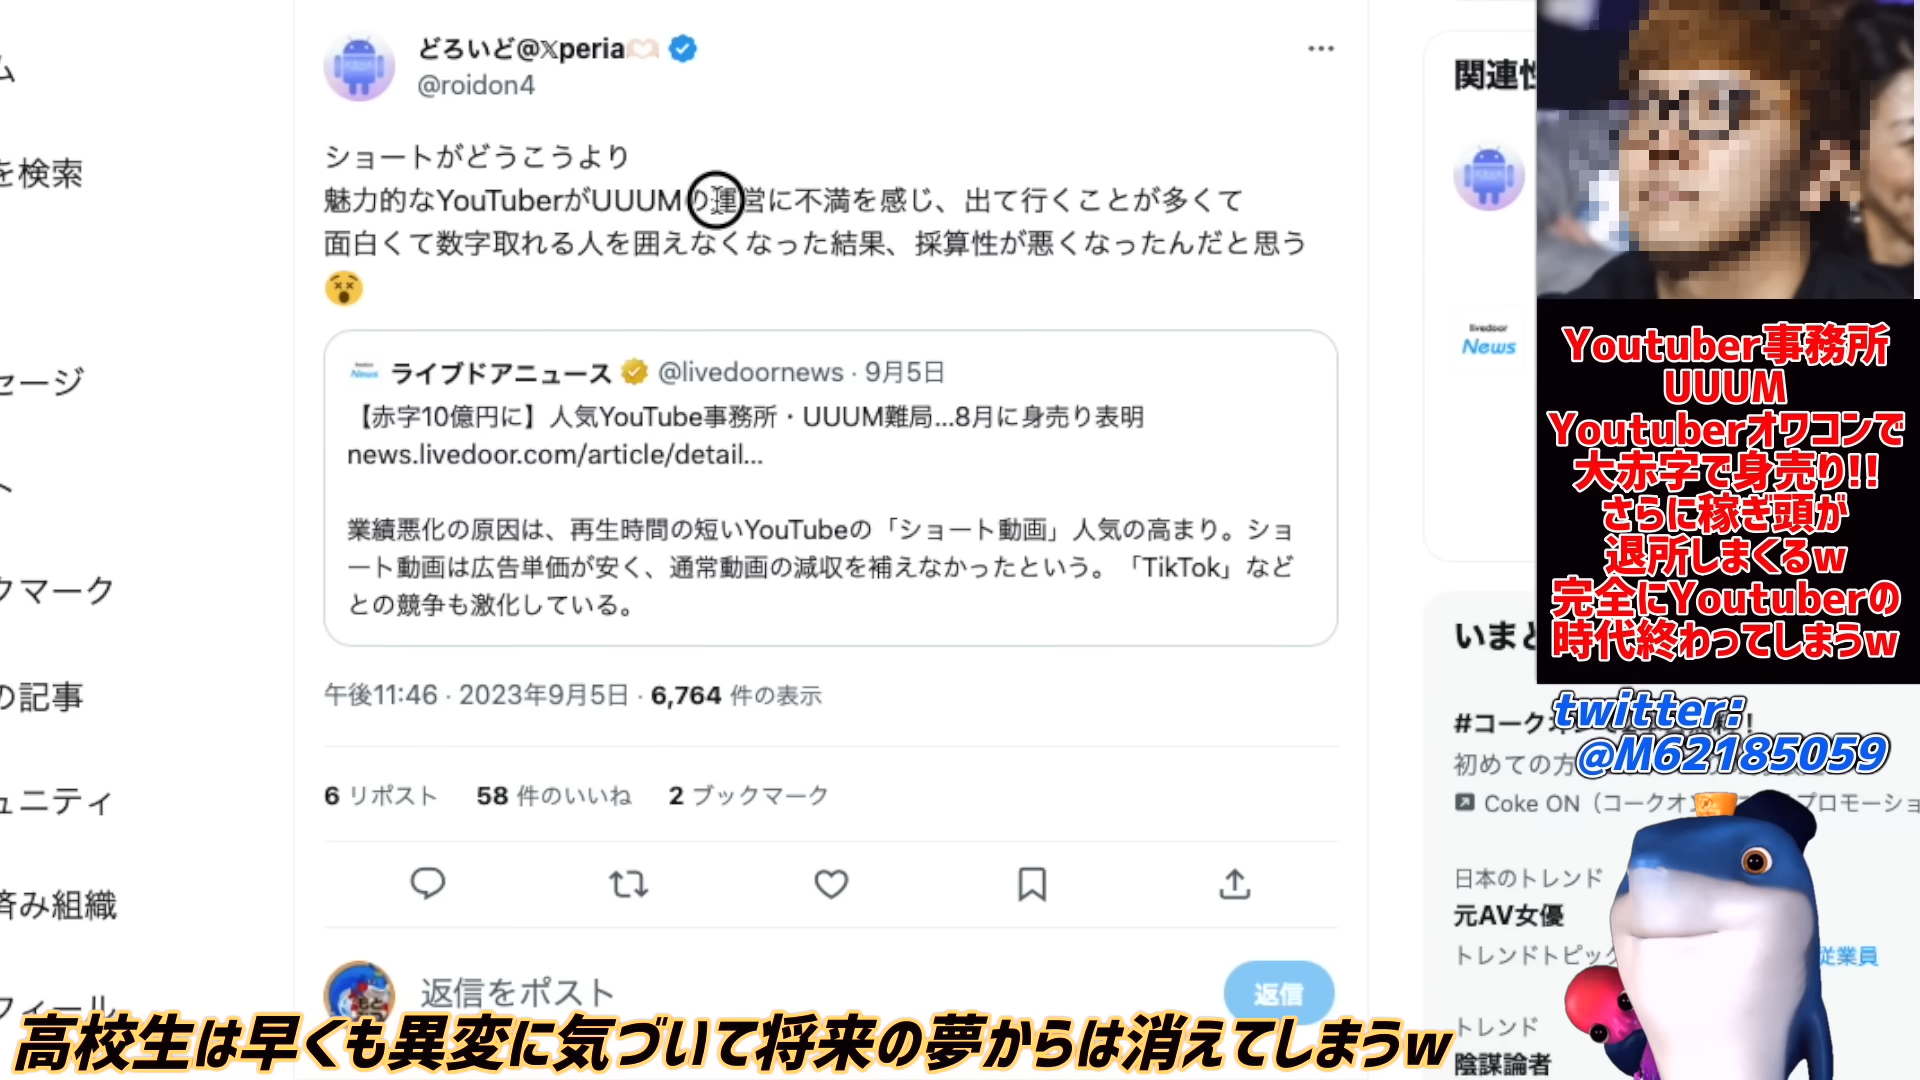 ム
を検索
セージ
ト
クマーク
の記事
ュニティ
済み組織
フィール
どろいど@𝕏peria
@roidon4
ショートがどうこうより
魅力的なYouTuberがUUUMの運営に不満を感じ、出て行くことが多くて
面白くて数字取れる人を囲えなくなった結果、採算性が悪くなったんだと思う
ライブドアニュース @livedoornews · 9月5日
【赤字10億円に】人気YouTube事務所・UUUM難局...8月に身売り表明
news.livedoor.com/article/detail...
業績悪化の原因は、再生時間の短いYouTubeの「ショート動画」人気の高まり。ショ
ート動画は広告単価が安く、通常動画の減収を補えなかったという。「TikTok」など
との競争も激化している。
午後11:46 · 2023年9月5日 · 6,764 件の表示
6 リポスト 58 件のいいね 2 ブックマーク
返信をポスト
返信
関連性
livedoor
News
いまど
#コークオ
初めての方
Coke ON（コークオン プロモーショ
日本のトレンド
元AV女優
トレンドトピック
従業員
トレンド
陰謀論者
Youtuber事務所
UUUM
Youtuberオワコンで
大赤字で身売り!!
さらに稼ぎ頭が
退所しまくるw
完全にYoutuberの
時代終わってしまうw
twitter:
@M62185059
高校生は早くも異変に気づいて将来の夢からは消えてしまうw